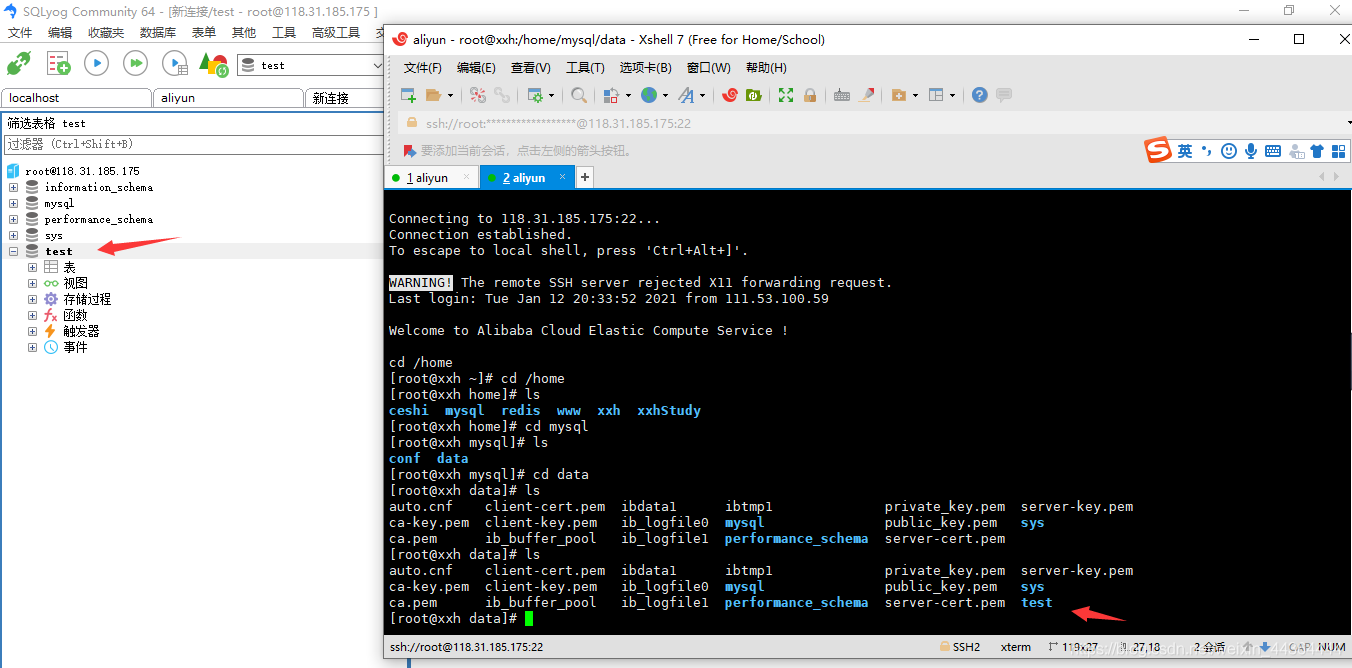 SQLyog Community 64 - [新连接/test - root@118.31.185.175 ]
文件 编辑 收藏夹 数据库 表单 其他 工具 高级工具
test
localhost aliyun 新连接
筛选表格 test
过滤器 (Ctrl+Shift+B)
root@118.31.185.175
information_schema
mysql
performance_schema
sys
test
表
视图
存储过程
函数
触发器
事件
aliyun - root@xxh:/home/mysql/data - Xshell 7 (Free for Home/School)
文件(F) 编辑(E) 查看(V) 工具(T) 选项卡(B) 窗口(W) 帮助(H)
ssh://root:******************@118.31.185.175:22
要添加当前会话，点击左侧的箭头按钮。
英
1 aliyun × 2 aliyun × +
Connecting to 118.31.185.175:22...
Connection established.
To escape to local shell, press 'Ctrl+Alt+]'.
WARNING! The remote SSH server rejected X11 forwarding request.
Last login: Tue Jan 12 20:33:52 2021 from 111.53.100.59
Welcome to Alibaba Cloud Elastic Compute Service !
cd /home
[root@xxh ~]# cd /home
[root@xxh home]# ls
ceshi mysql redis www xxh xxhStudy
[root@xxh home]# cd mysql
[root@xxh mysql]# ls
conf data
[root@xxh mysql]# cd data
[root@xxh data]# ls
auto.cnf client-cert.pem ibdata1 ibtmp1 private_key.pem server-key.pem
ca-key.pem client-key.pem ib_logfile0 mysql public_key.pem sys
ca.pem ib_buffer_pool ib_logfile1 performance_schema server-cert.pem
[root@xxh data]# ls
auto.cnf client-cert.pem ibdata1 ibtmp1 private_key.pem server-key.pem
ca-key.pem client-key.pem ib_logfile0 mysql public_key.pem sys
ca.pem ib_buffer_pool ib_logfile1 performance_schema server-cert.pem test
[root@xxh data]#
ssh://root@118.31.185.175:22 SSH2 xterm 119x27 27,18 2 会话 CAP NUM